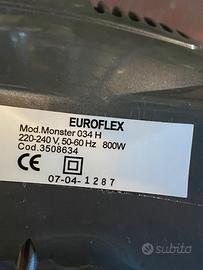 EUROFLEX
Mod.Monster 034 H
220-240 V, 50-60 Hz 800W
Cod.3508634
CE
07-04-1287
subito